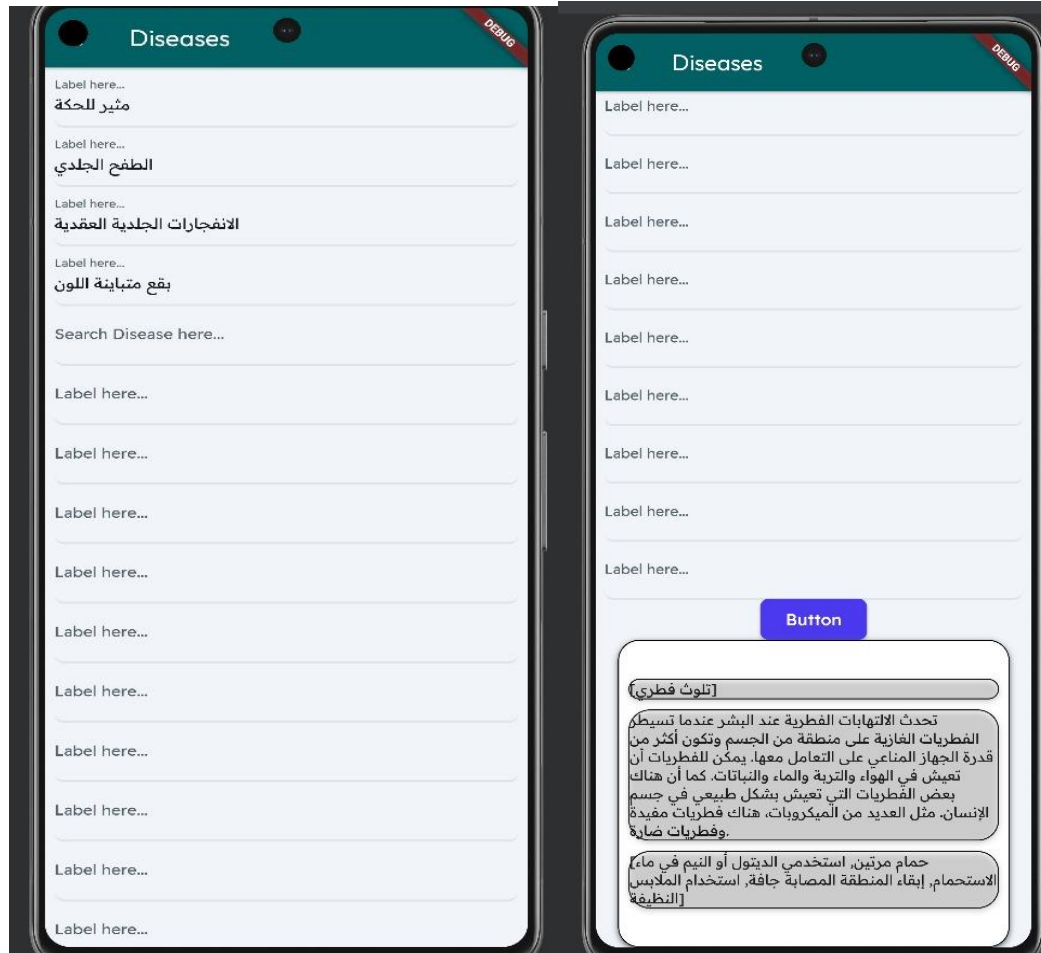 Diseases
DEBUG
Label here...
مثير للحكة
Label here...
الطفح الجلدي
Label here...
الانفجارات الجلدية العقدية
Label here...
بقع متباينة اللون
Search Disease here...
Label here...
Label here...
Label here...
Label here...
Label here...
Label here...
Label here...
Label here...
Label here...
Label here...
Diseases
DEBUG
Label here...
Label here...
Label here...
Label here...
Label here...
Label here...
Label here...
Label here...
Label here...
Button
[تلوث فطري]
تحدث الالتهابات الفطرية عند البشر عندما تسيطر
الفطريات الغازية على منطقة من الجسم وتكون أكثر من
قدرة الجهاز المناعي على التعامل معها. يمكن للفطريات أن
تعيش في الهواء والتربة والماء والنباتات. كما أن هناك
بعض الفطريات التي تعيش بشكل طبيعي في جسم
الإنسان. مثل العديد من الميكروبات، هناك فطريات مفيدة
وفطريات ضارة.
[حمام مرتين, استخدمي الديتول أو النيم في ماء
الاستحمام, إبقاء المنطقة المصابة جافة, استخدام الملابس
النظيفة]